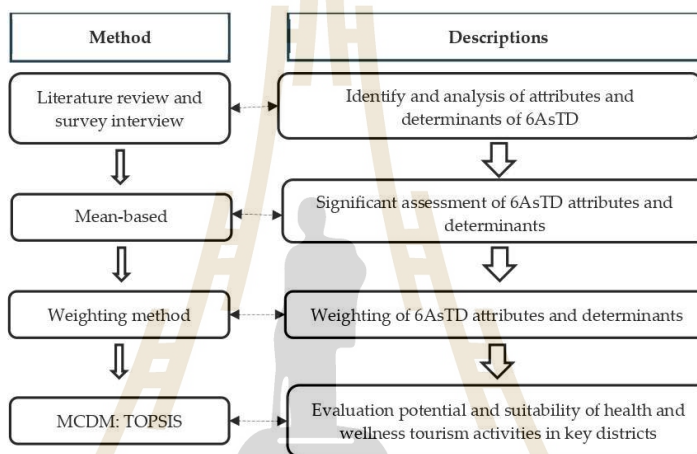 Method
Descriptions
Literature review and
survey interview
Identify and analysis of attributes and
determinants of 6AsTD
Mean-based
Significant assessment of 6AsTD attributes and
determinants
Weighting method
Weighting of 6AsTD attributes and determinants
MCDM: TOPSIS
Evaluation potential and suitability of health and
wellness tourism activities in key districts